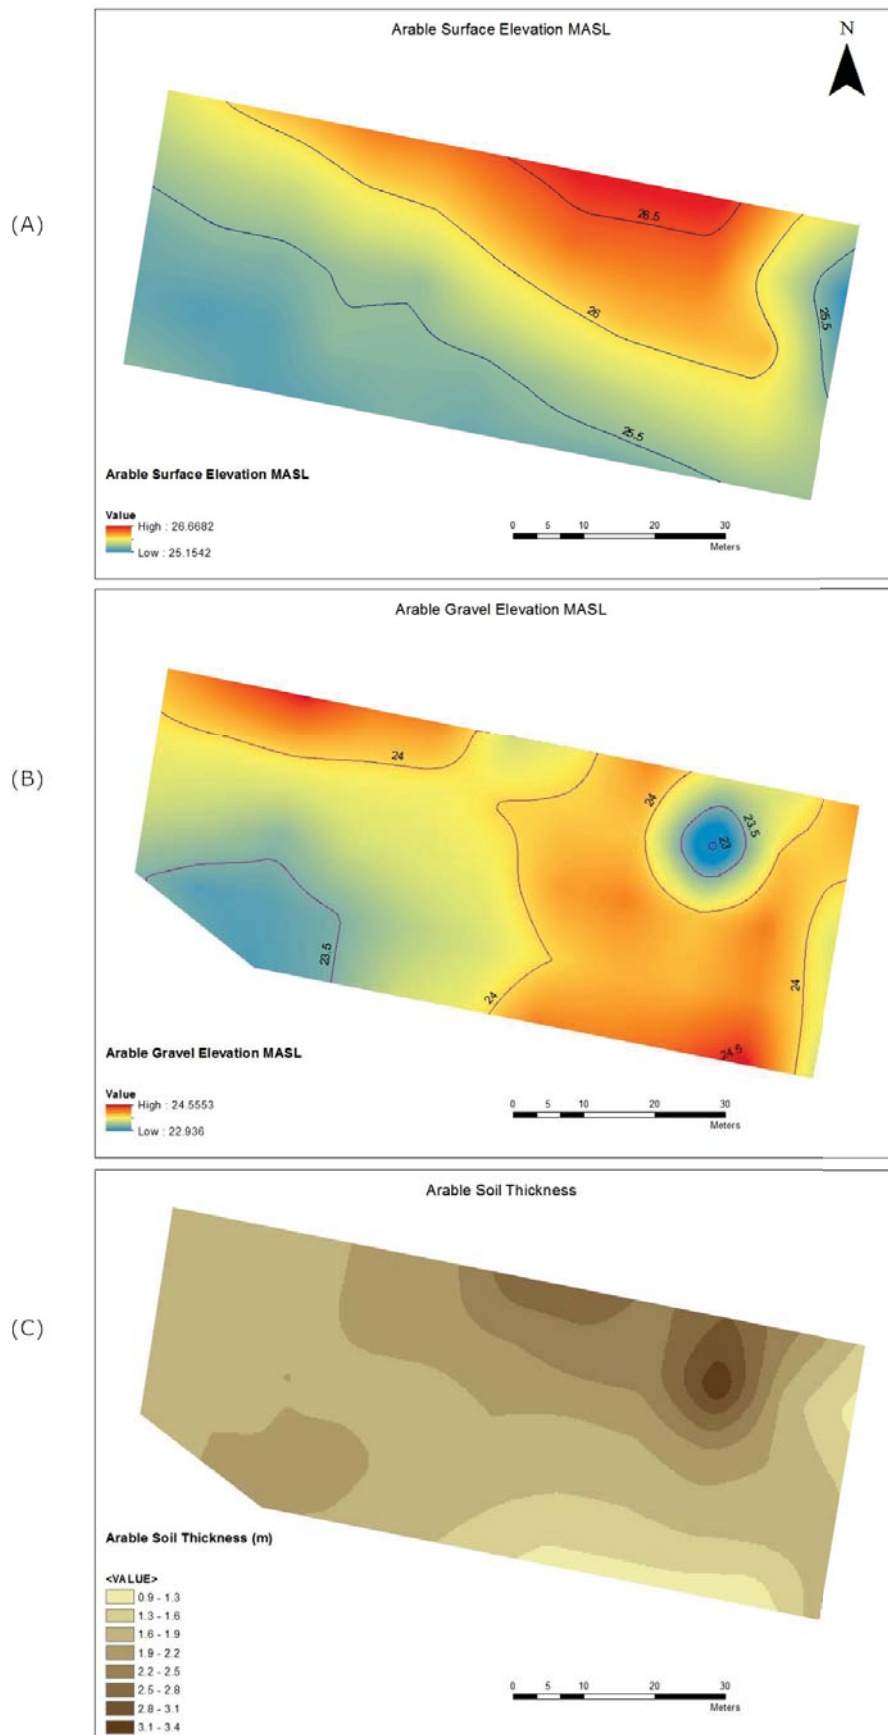 Arable Surface Elevation MASL
N
(A)
26.5
26
25.5
25.5
Arable Surface Elevation MASL
Value
High : 26.6682
Low : 25.1542
0 5 10 20 30
Meters
Arable Gravel Elevation MASL
(B)
24
24
23.5
23
23.5
24
24
24.5
Arable Gravel Elevation MASL
Value
High : 24.5553
Low : 22.936
0 5 10 20 30
Meters
Arable Soil Thickness
(C)
Arable Soil Thickness (m)
<VALUE>
0.9 - 1.3
1.3 - 1.6
1.6 - 1.9
1.9 - 2.2
2.2 - 2.5
2.5 - 2.8
2.8 - 3.1
3.1 - 3.4
0 5 10 20 30
Meters